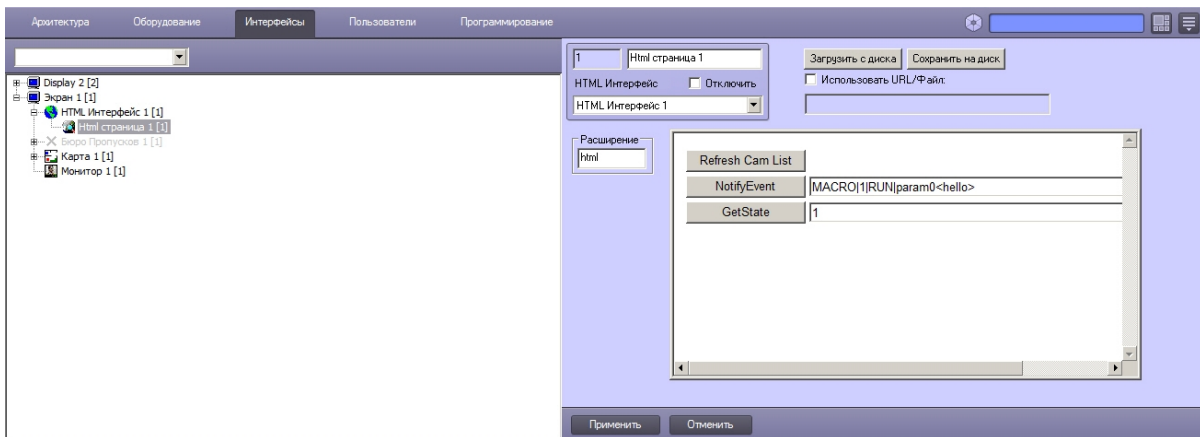 Архитектура Оборудование Интерфейсы Пользователи Программирование
Display 2 [2]
Экран 1 [1]
HTML Интерфейс 1 [1]
Html страница 1 [1]
Бюро Пропусков 1 [1]
Карта 1 [1]
Монитор 1 [1]
1 Html страница 1
HTML Интерфейс Отключить
HTML Интерфейс 1
Загрузить с диска Сохранить на диск
Использовать URL/Файл:
Расширение
html
Refresh Cam List
NotifyEvent MACRO|1|RUN|param0<hello>
GetState 1
Применить Отменить